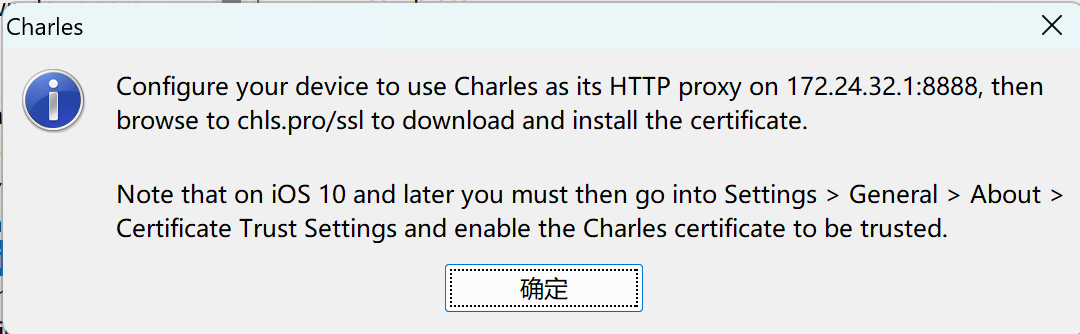 Charles
Configure your device to use Charles as its HTTP proxy on 172.24.32.1:8888, then
browse to chls.pro/ssl to download and install the certificate.
Note that on iOS 10 and later you must then go into Settings > General > About >
Certificate Trust Settings and enable the Charles certificate to be trusted.
确定